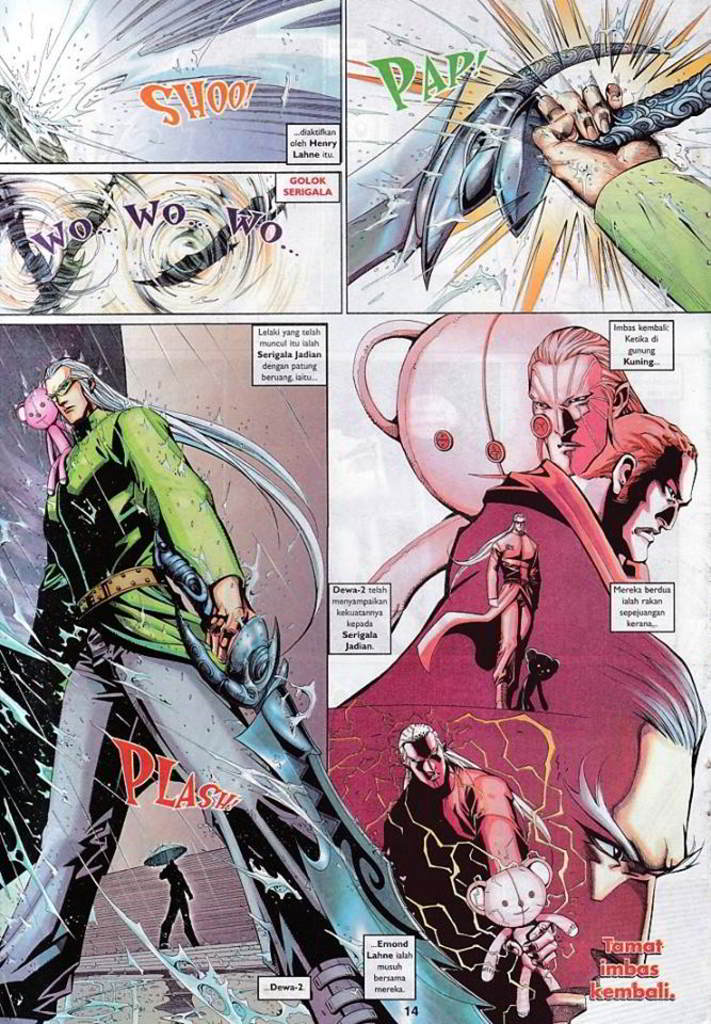 SHOO!
...diaktifkan
oleh Henry
Lahne itu.
PAP!
GOLOK
SERIGALA
WO... WO... WO...
Lelaki yang telah
muncul itu ialah
Serigala Jadian
dengan patung
beruang, iaitu...
PLASH!
...Dewa-2.
Imbas kembali:
Ketika di
gunung
Kuning...
Mereka berdua
ialah rakan
sepejuangan
kerana,..
Dewa-2 telah
menyampaikan
kekuatannya
kepada
Serigala
Jadian.
...Emond
Lahne ialah
musuh
bersama
mereka.
Tamat
imbas
kembali.
14